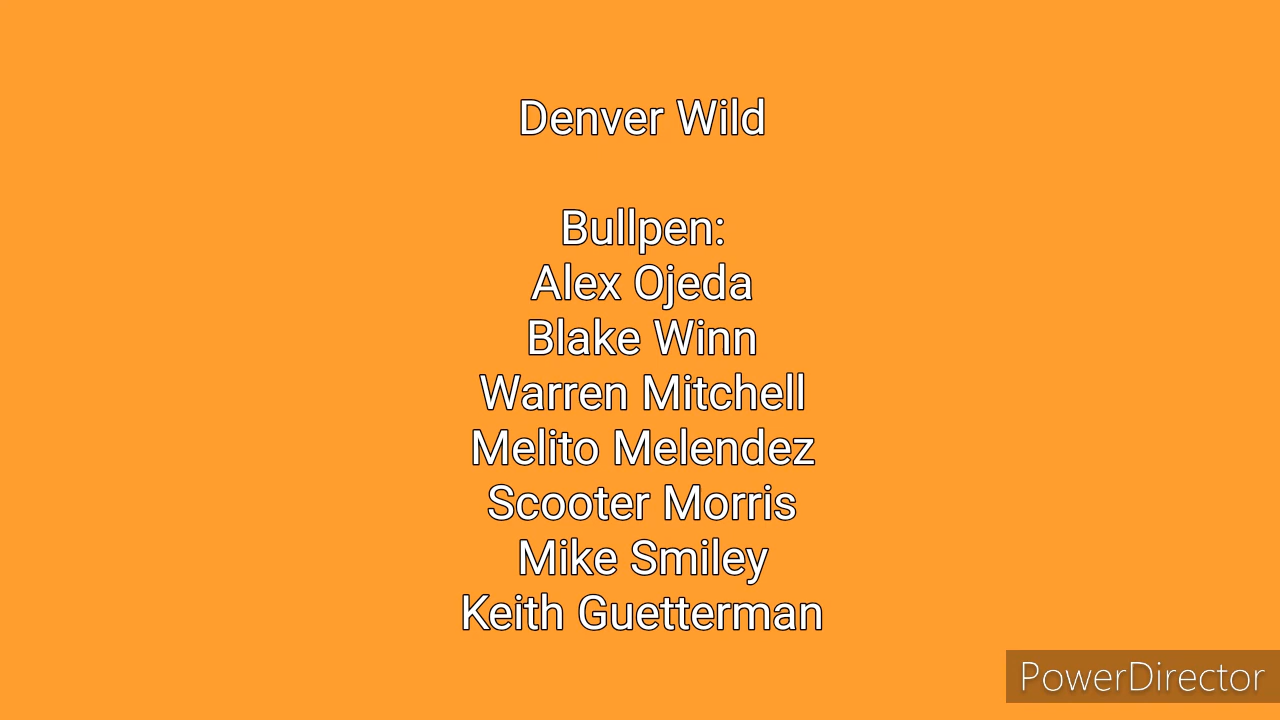 Denver Wild
Bullpen:
Alex Ojeda
Blake Winn
Warren Mitchell
Melito Melendez
Scooter Morris
Mike Smiley
Keith Guetterman
PowerDirector